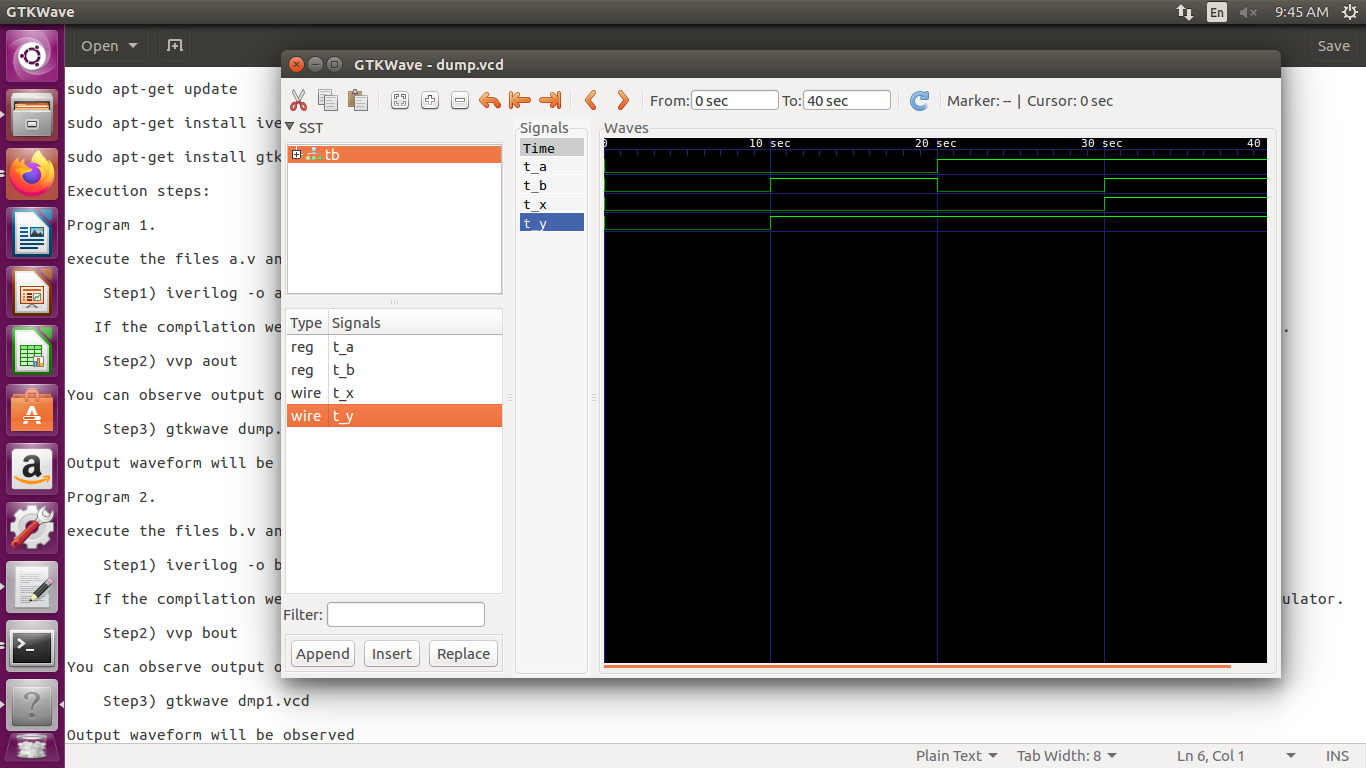 GTKWave
En
9:45 AM
Open
Save
sudo apt-get update
sudo apt-get install
sudo apt-get install
Execution steps:
Program 1.
execute the files a.v
Step1) iverilog -o
If the compilation
Step2) vvp aout
You can observe output
Step3) gtkwave dump.
Output waveform will be
Program 2.
execute the files b.v
Step1) iverilog -o
If the compilation
ulator.
Step2) vvp bout
You can observe output
Step3) gtkwave dmp1.vcd
Output waveform will be observed
GTKWave - dump.vcd
From: 0 sec To: 40 sec Marker: -- | Cursor: 0 sec
SST
tb
Type Signals
reg t_a
reg t_b
wire t_x
wire t_y
Filter:
Append Insert Replace
Signals
Time
t_a
t_b
t_x
t_y
Waves
0 10 sec 20 sec 30 sec 40
Plain Text Tab Width: 8 Ln 6, Col 1 INS